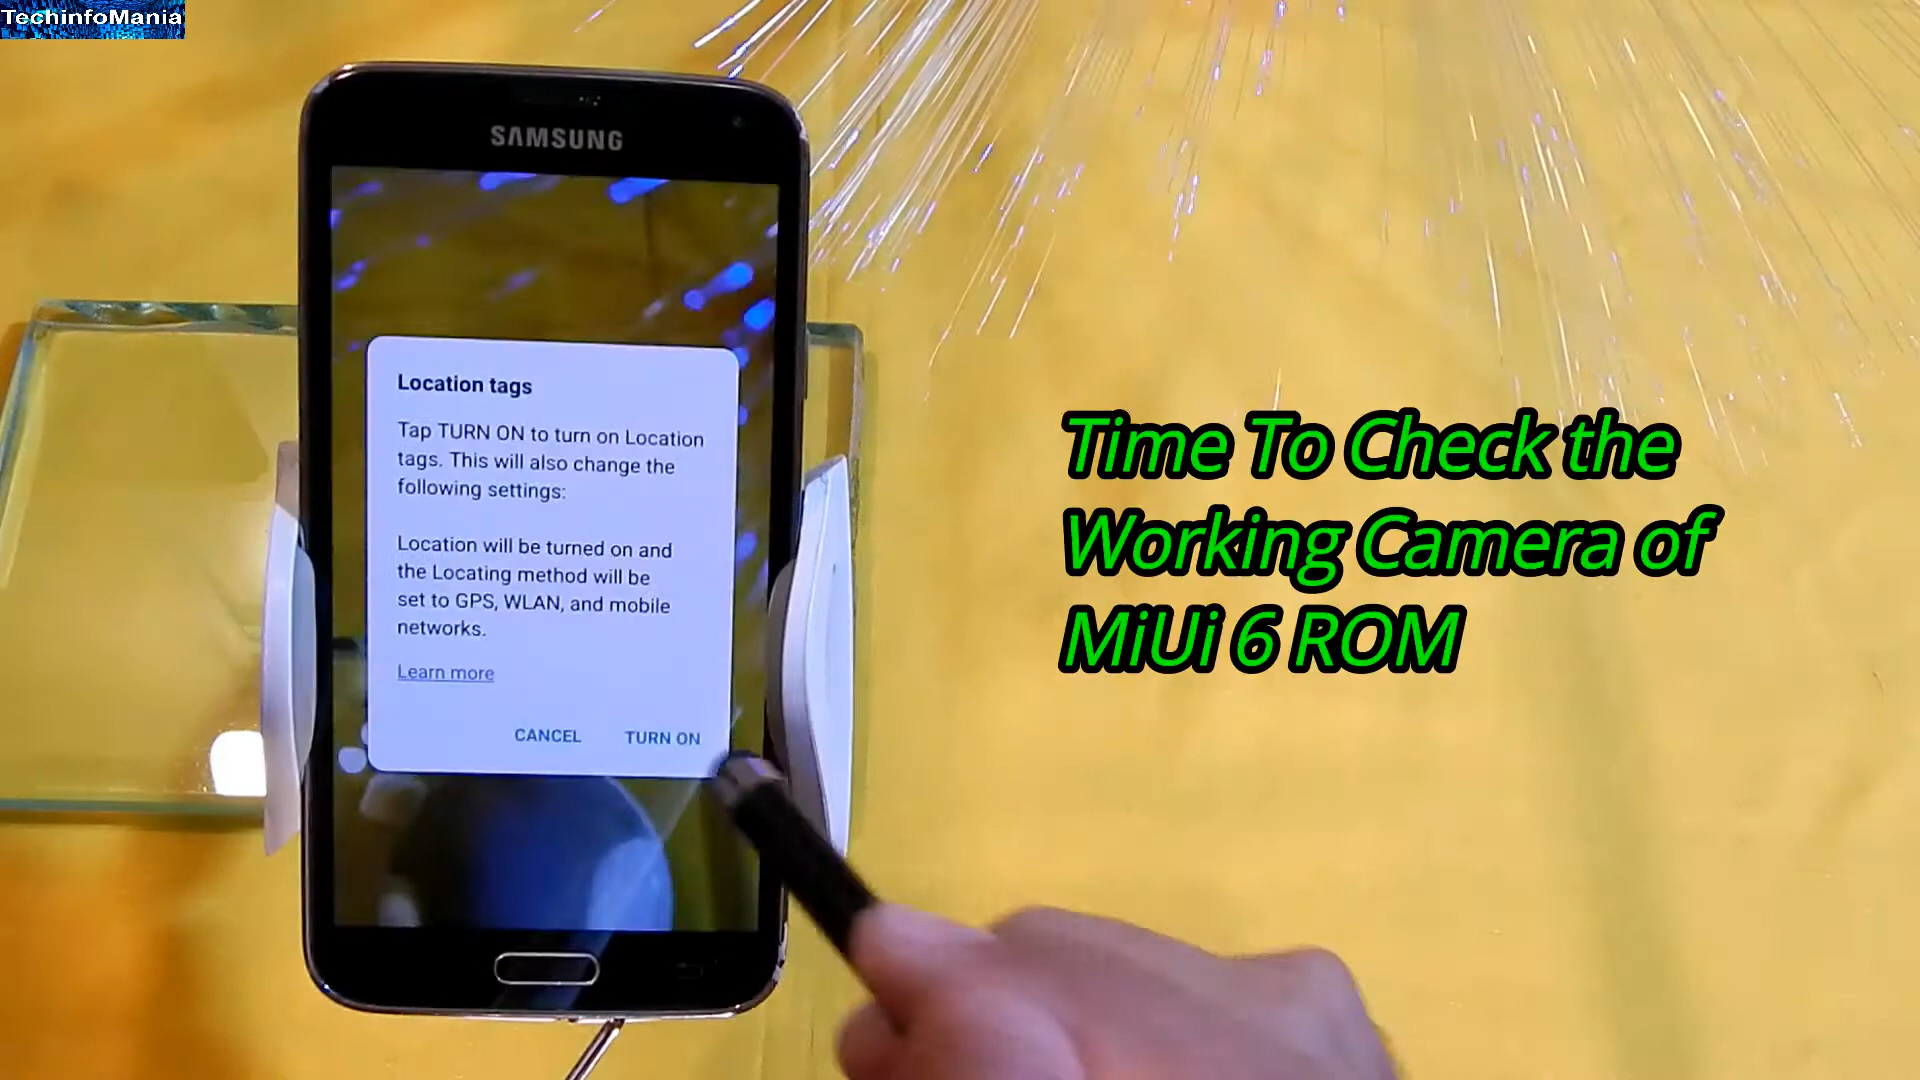 TechinfoMania
SAMSUNG
Location tags
Tap TURN ON to turn on Location
tags. This will also change the
following settings:
Location will be turned on and
the Locating method will be
set to GPS, WLAN, and mobile
networks.
Learn more
CANCEL TURN ON
Time To Check the
Working Camera of
MiUi 6 ROM